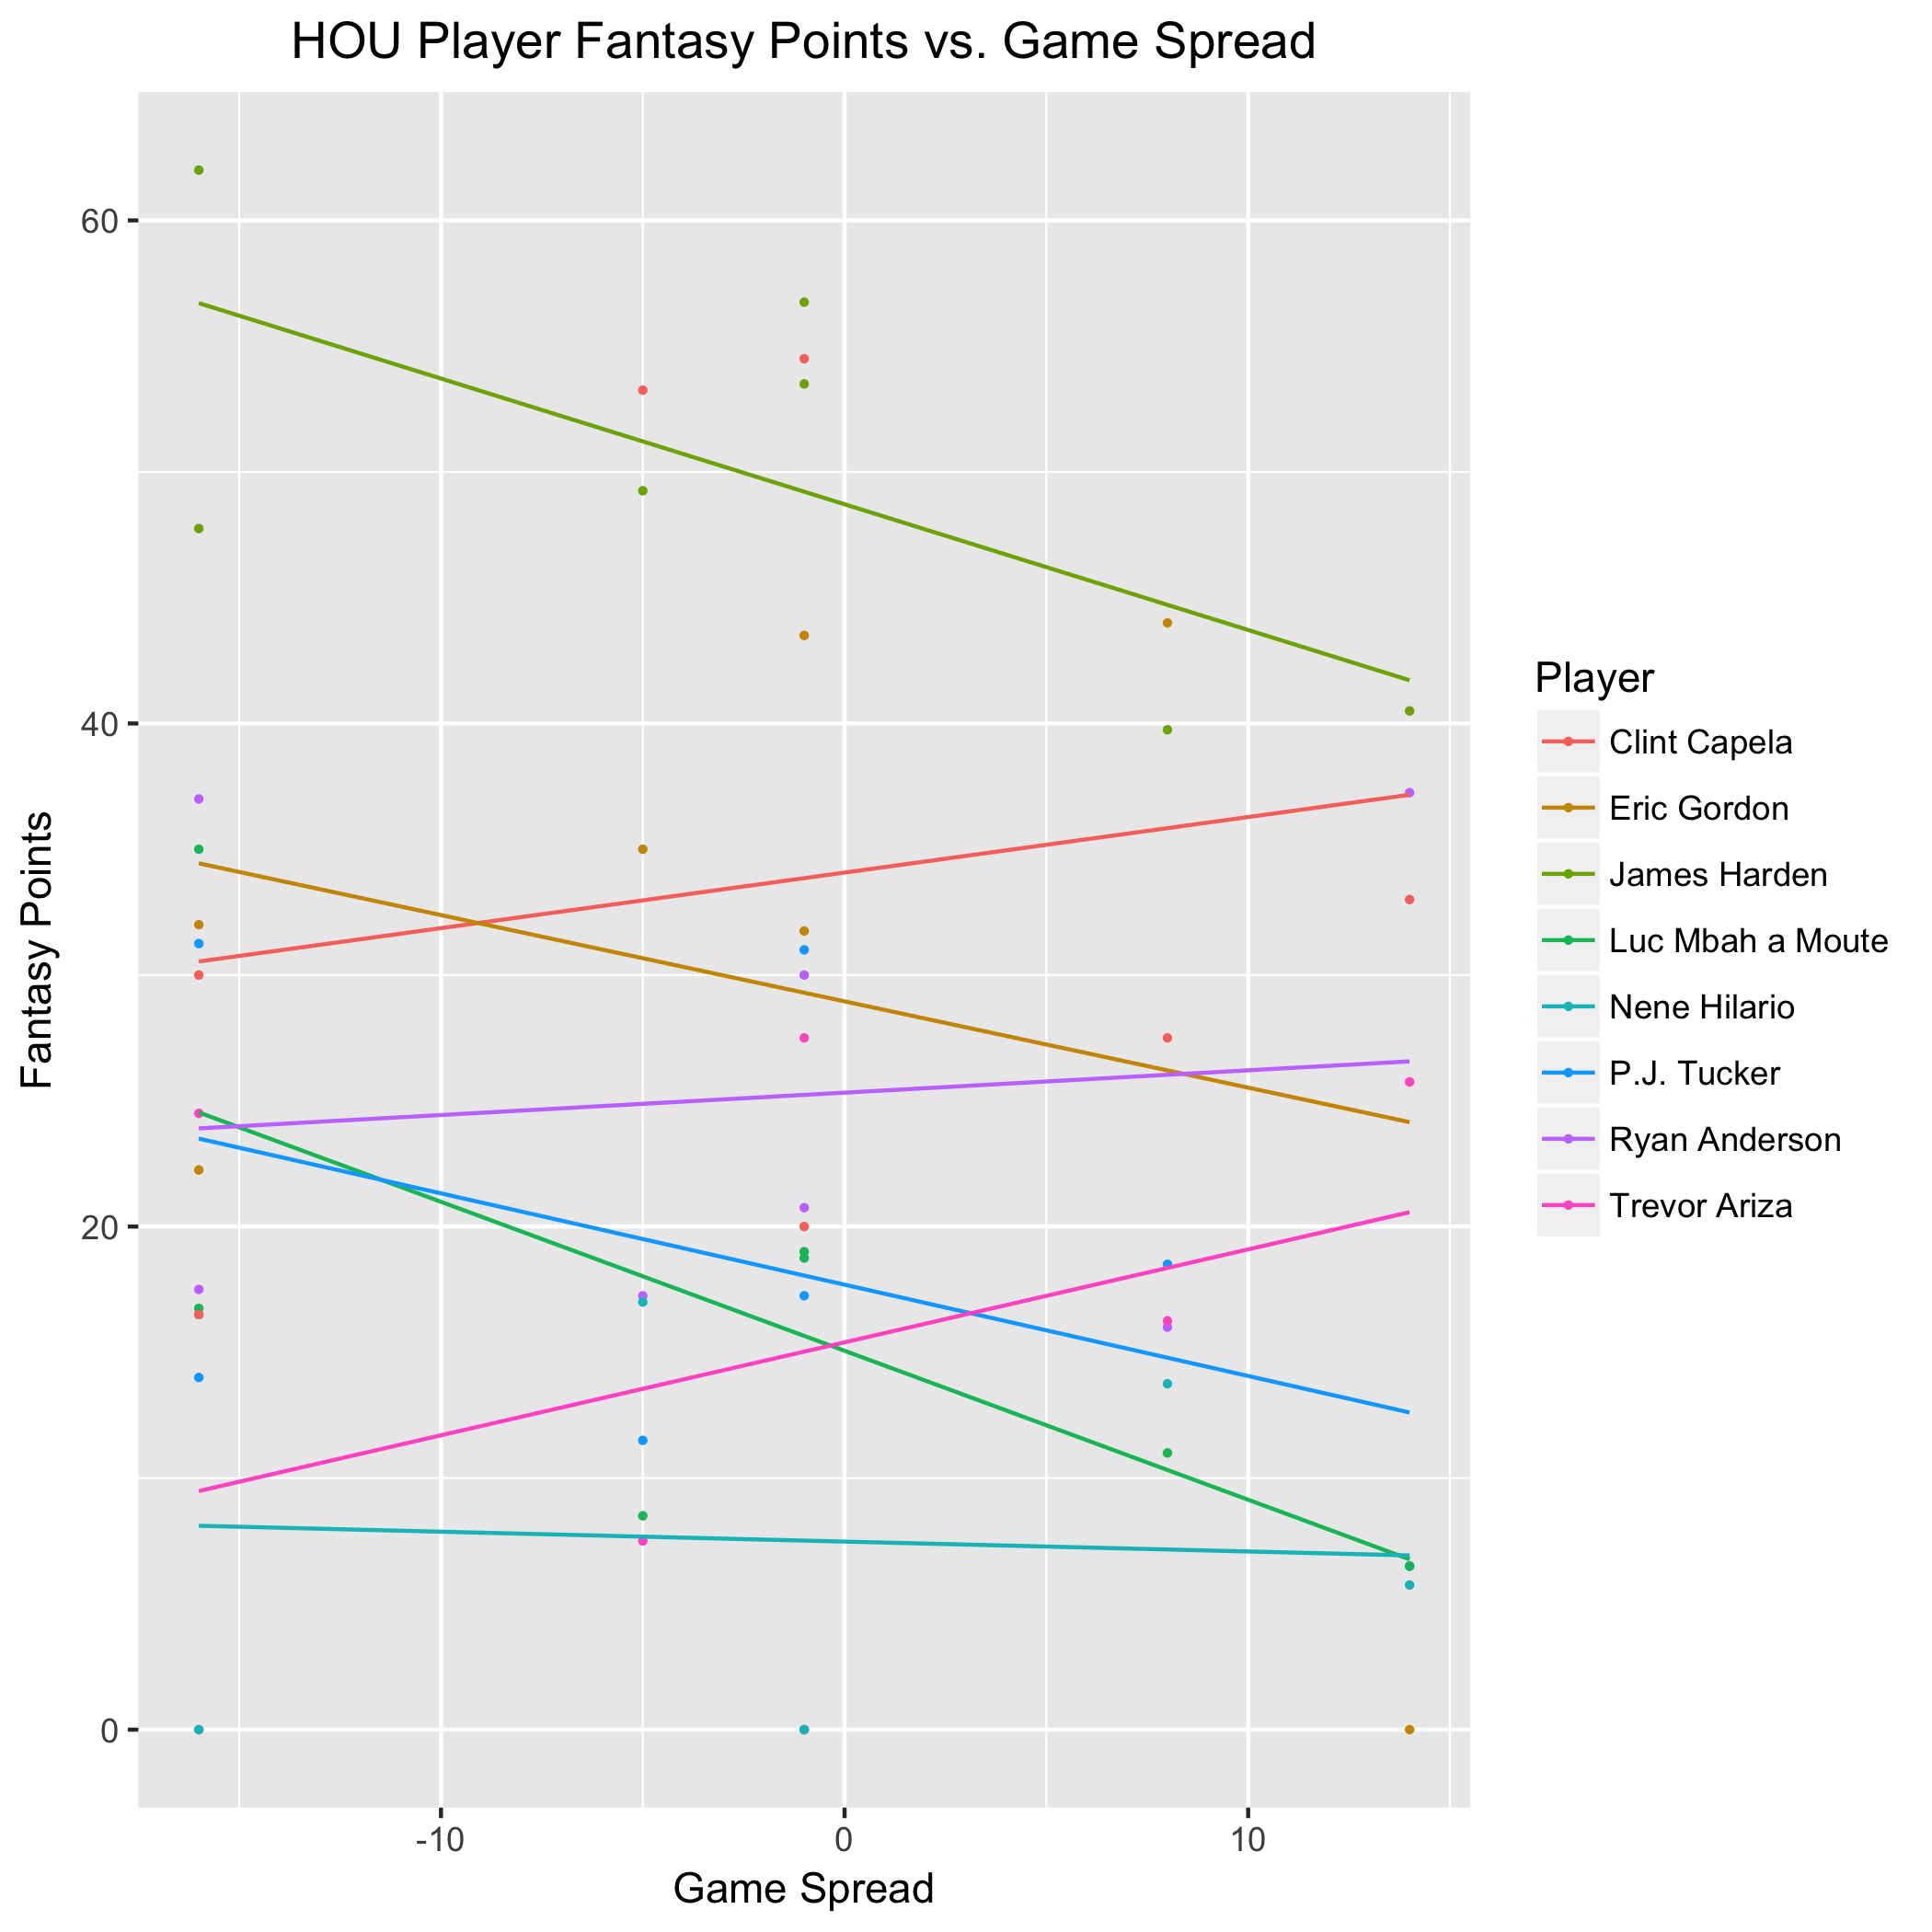 HOU Player Fantasy Points vs. Game Spread
Fantasy Points
60
40
20
0
-10
0
10
Game Spread
Player
Clint Capela
Eric Gordon
James Harden
Luc Mbah a Moute
Nene Hilario
P.J. Tucker
Ryan Anderson
Trevor Ariza